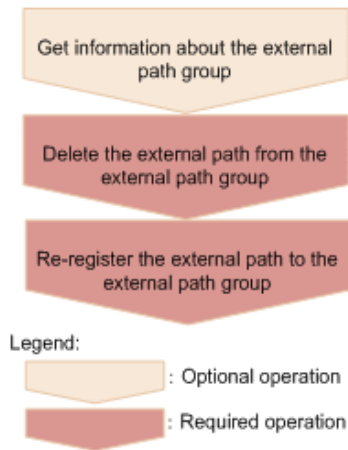 Get information about the external
path group
Delete the external path from the
external path group
Re-register the external path to the
external path group
Legend:
: Optional operation
: Required operation